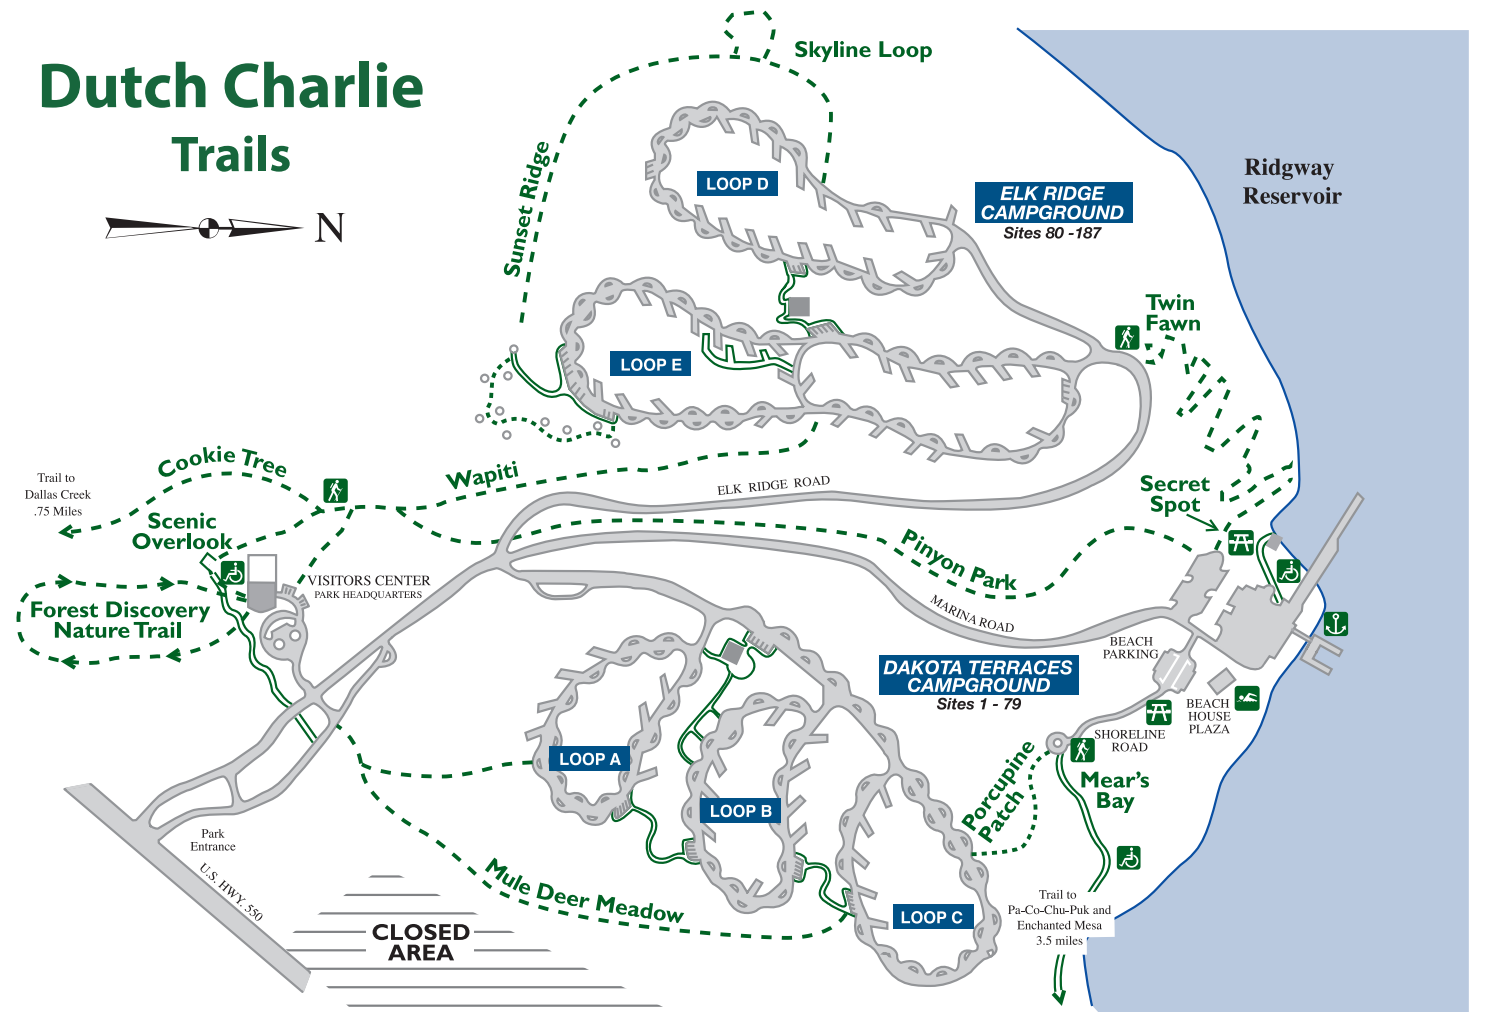 Dutch Charlie
Trails
N
Skyline Loop
Sunset Ridge
LOOP D
ELK RIDGE
CAMPGROUND
Sites 80 -187
Ridgway
Reservoir
LOOP E
Twin
Fawn
Cookie Tree
Wapiti
ELK RIDGE ROAD
Trail to
Dallas Creek
.75 Miles
Secret
Spot
Scenic
Overlook
Pinyon Park
VISITORS CENTER
PARK HEADQUARTERS
Forest Discovery
Nature Trail
MARINA ROAD
BEACH
PARKING
DAKOTA TERRACES
CAMPGROUND
Sites 1 - 79
BEACH
HOUSE
PLAZA
SHORELINE
ROAD
LOOP A
Porcupine
Patch
Mear's
Bay
LOOP B
Park
Entrance
U.S. HWY. 550
Mule Deer Meadow
LOOP C
Trail to
Pa-Co-Chu-Puk and
Enchanted Mesa
3.5 miles
CLOSED
AREA